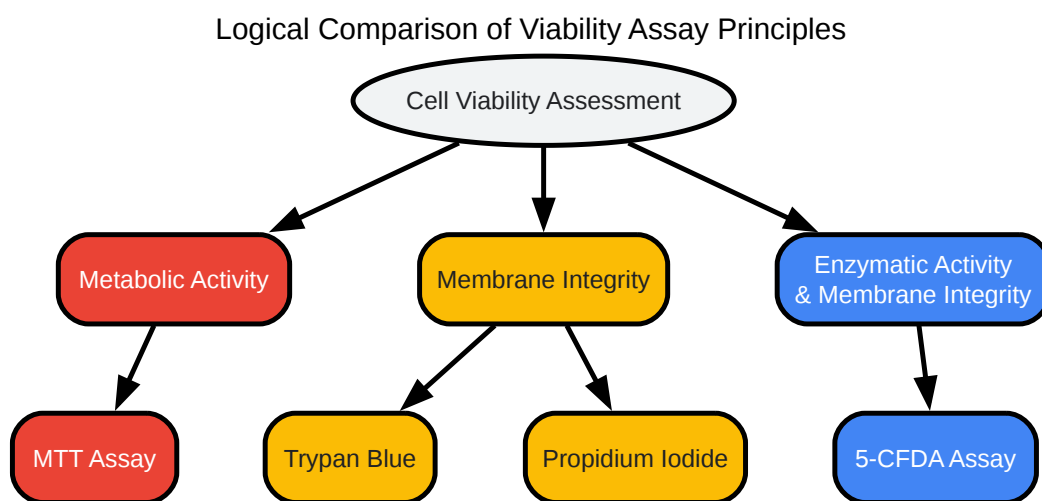 Logical Comparison of Viability Assay Principles
Cell Viability Assessment
Metabolic Activity
Membrane Integrity
Enzymatic Activity
& Membrane Integrity
MTT Assay
Trypan Blue
Propidium Iodide
5-CFDA Assay